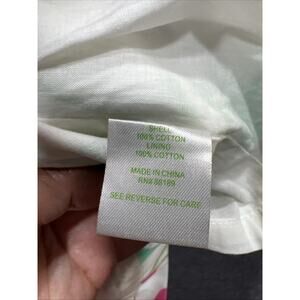 SHELL
100% COTTON
LINING
100% COTTON
MADE IN CHINA
RN# 88189
SEE REVERSE FOR CARE